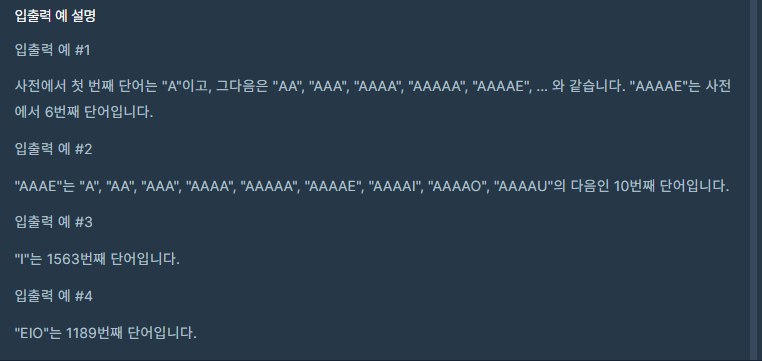 입출력 예 설명
입출력 예 #1
사전에서 첫 번째 단어는 "A"이고, 그다음은 "AA", "AAA", "AAAA", "AAAAA", "AAAAE", ... 와 같습니다. "AAAAE"는 사전
에서 6번째 단어입니다.
입출력 예 #2
"AAAE"는 "A", "AA", "AAA", "AAAA", "AAAAA", "AAAAE", "AAAAI", "AAAAO", "AAAAU"의 다음인 10번째 단어입니다.
입출력 예 #3
"I"는 1563번째 단어입니다.
입출력 예 #4
"EIO"는 1189번째 단어입니다.